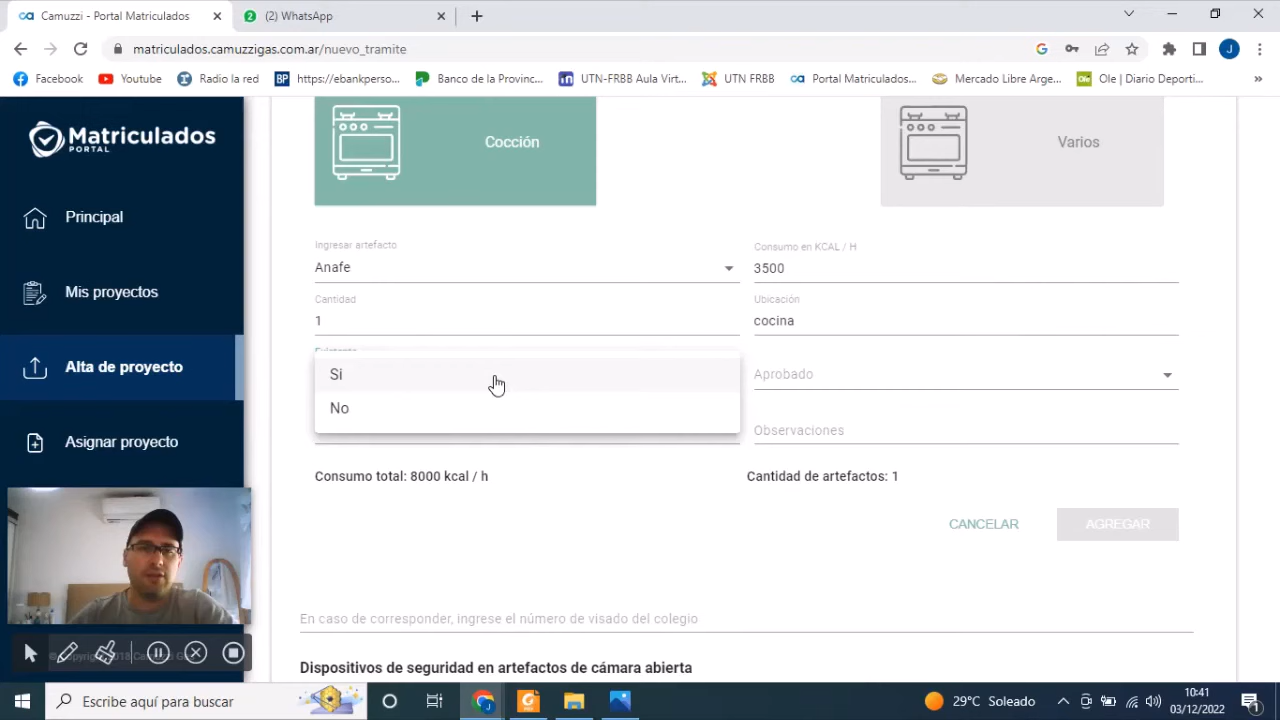 Camuzzi - Portal Matriculados
(2) WhatsApp
matriculados.camuzzigas.com.ar/nuevo_tramite
J
Facebook
Youtube
Radio la red
BP https://ebankperso...
Banco de la Provinc...
UTN-FRBB Aula Virt...
UTN FRBB
Portal Matriculados...
Mercado Libre Arge...
Ole | Diario Deporti...
»
Matriculados
PORTAL
Principal
Mis proyectos
Alta de proyecto
Asignar proyecto
Cocción
Varios
Ingresar artefacto
Consumo en KCAL / H
Anafe
3500
Cantidad
Ubicación
1
cocina
Existente
Si
Aprobado
No
Observaciones
Consumo total: 8000 kcal / h
Cantidad de artefactos: 1
CANCELAR
AGREGAR
En caso de corresponder, ingrese el número de visado del colegio
Dispositivos de seguridad en artefactos de cámara abierta
Escribe aquí para buscar
29°C Soleado
10:41
03/12/2022